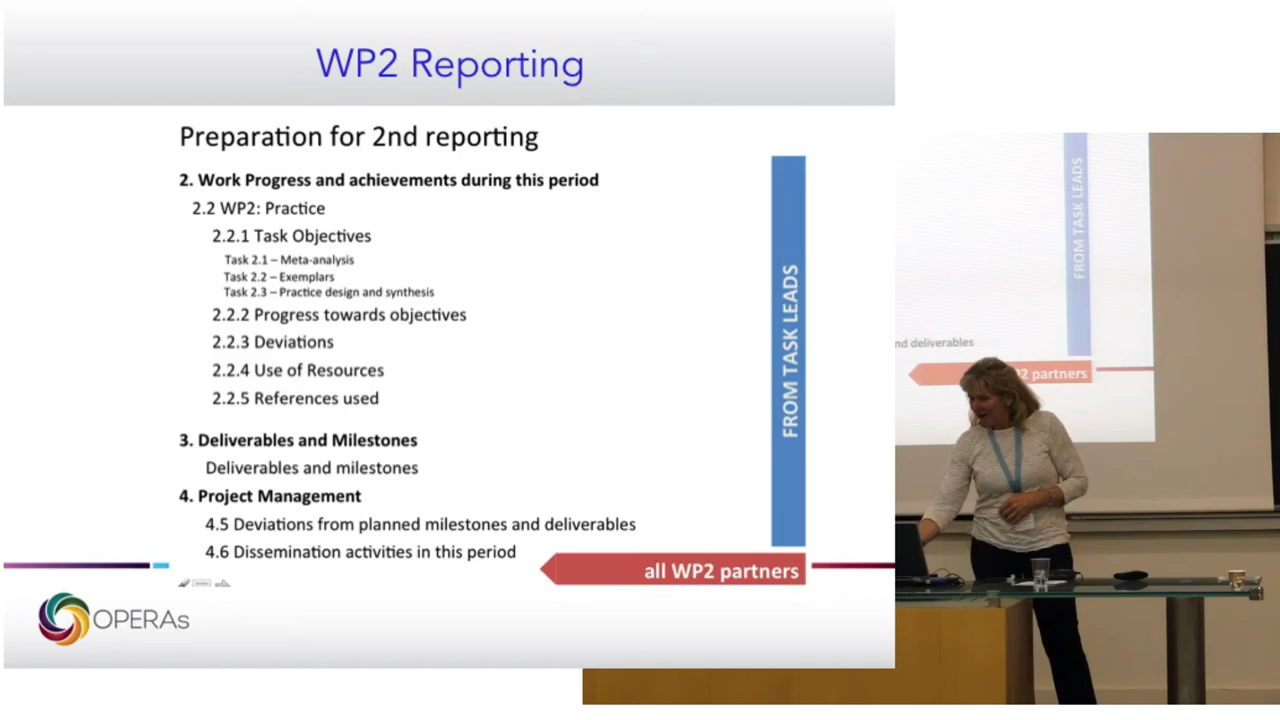 WP2 Reporting
Preparation for 2nd reporting
2. Work Progress and achievements during this period
2.2 WP2: Practice
2.2.1 Task Objectives
Task 2.1 – Meta-analysis
Task 2.2 – Exemplars
Task 2.3 – Practice design and synthesis
2.2.2 Progress towards objectives
2.2.3 Deviations
2.2.4 Use of Resources
2.2.5 References used
3. Deliverables and Milestones
Deliverables and milestones
4. Project Management
4.5 Deviations from planned milestones and deliverables
4.6 Dissemination activities in this period
FROM TASK LEADS
all WP2 partners
OPERAs
FROM TASK LEADS
nd deliverables
P2 partners